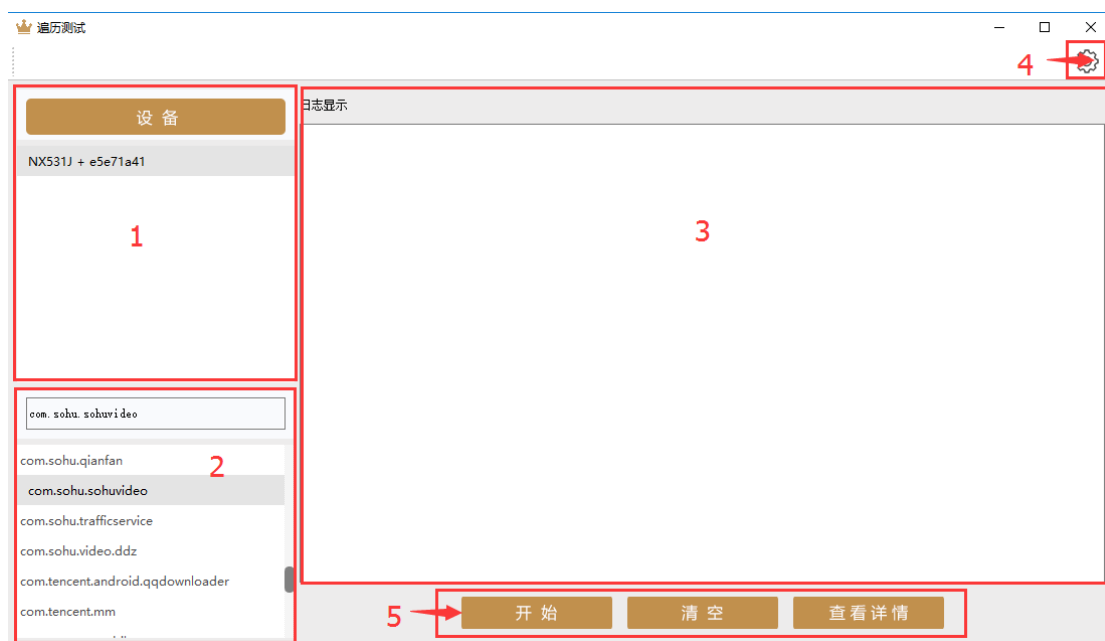 遍历测试
4
设 备
日志显示
NX531J + e5e71a41
1
3
com.sohu.sohuvideo
com.sohu.qianfan
2
com.sohu.sohuvideo
com.sohu.trafficservice
com.sohu.video.ddz
com.tencent.android.qqdownloader
com.tencent.mm
5
开 始
清 空
查看详情